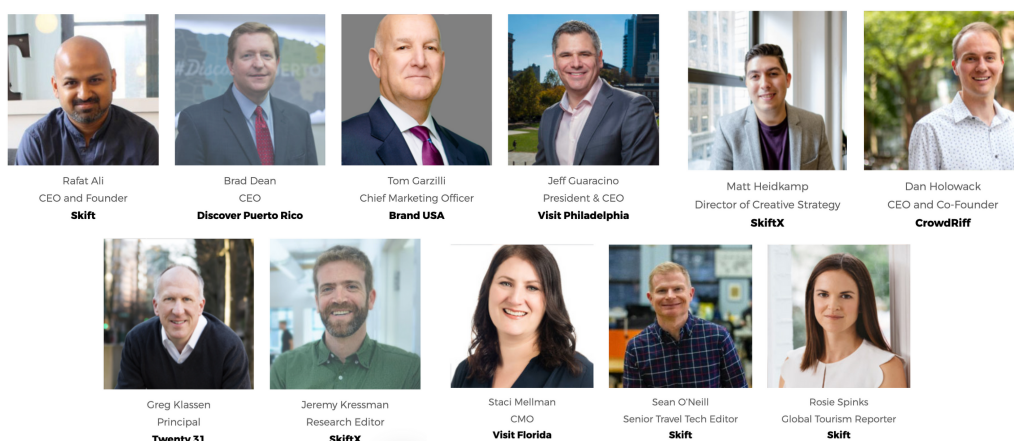 #Disco
ERTO
Rafat Ali
CEO and Founder
Skift
Brad Dean
CEO
Discover Puerto Rico
Tom Garzilli
Chief Marketing Officer
Brand USA
Jeff Guaracino
President & CEO
Visit Philadelphia
Matt Heidkamp
Director of Creative Strategy
SkiftX
Dan Holowack
CEO and Co-Founder
CrowdRiff
Greg Klassen
Principal
Twenty 31
Jeremy Kressman
Research Editor
SkiftX
Staci Mellman
CMO
Visit Florida
Sean O'Neill
Senior Travel Tech Editor
Skift
Rosie Spinks
Global Tourism Reporter
Skift